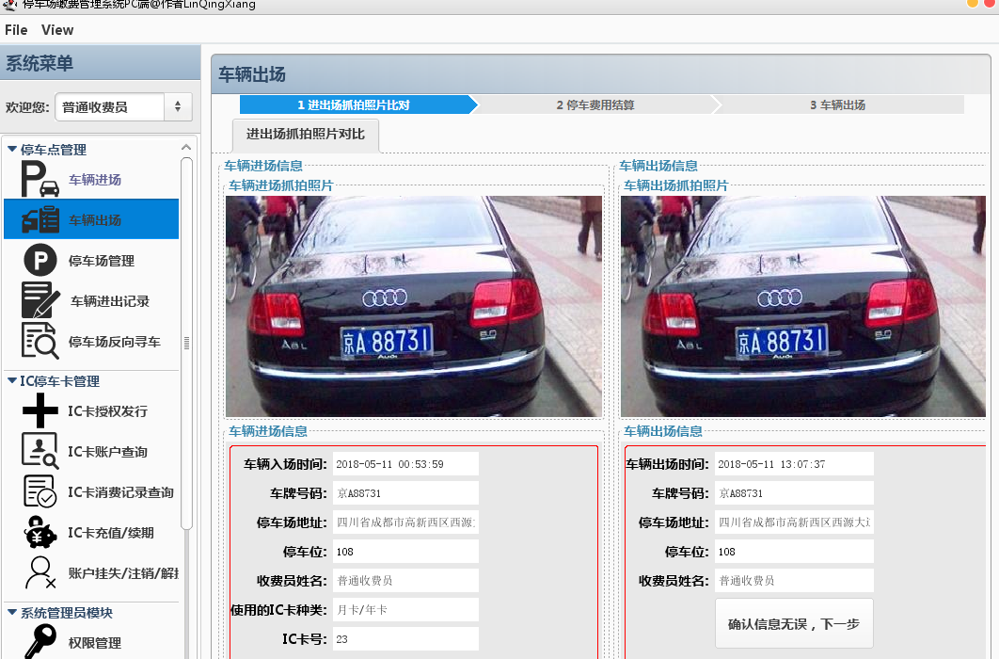 停车场缴费管理系统PC端@作者LinQingXiang
File View
系统菜单
欢迎您: 普通收费员
停车点管理
车辆进场
车辆出场
停车场管理
车辆进出记录
停车场反向寻车
IC停车卡管理
IC卡授权发行
IC卡账户查询
IC卡消费记录查询
IC卡充值/续期
账户挂失/注销/解挂
系统管理员模块
权限管理
车辆出场
1 进出场抓拍照片比对 2 停车费用结算 3 车辆出场
进出场抓拍照片对比
车辆进场信息
车辆进场抓拍照片
A8L 京A·88731 6.0
Audi
车辆进场信息
车辆入场时间: 2018-05-11 00:53:59
车牌号码: 京A88731
停车场地址: 四川省成都市高新西区西源
停车位: 108
收费员姓名: 普通收费员
使用的IC卡种类: 月卡/年卡
IC卡号: 23
车辆出场信息
车辆出场抓拍照片
A8L 京A·88731 6.0
Audi
车辆出场信息
车辆出场时间: 2018-05-11 13:07:37
车牌号码: 京A88731
停车场地址: 四川省成都市高新西区西源大道
停车位: 108
收费员姓名: 普通收费员
确认信息无误，下一步